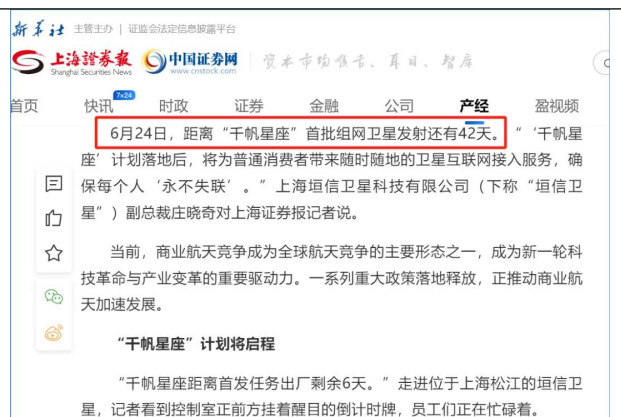 新华社 主管主办 | 证监会法定信息披露平台
上海證券報 中国证券网 资本市场喉舌、耳目、智库
Shanghai Securities News www.cnstock.com
7×24
首页 快讯 时政 证券 金融 公司 产经 盈视频
6月24日，距离“千帆星座”首批组网卫星发射还有42天。“‘千帆星
座’计划落地后，将为普通消费者带来随时随地的卫星互联网接入服务，确
保每个人‘永不失联’。”上海垣信卫星科技有限公司（下称“垣信卫
星”）副总裁庄晓奇对上海证券报记者说。
当前，商业航天竞争成为全球航天竞争的主要形态之一，成为新一轮科
技革命与产业变革的重要驱动力。一系列重大政策落地释放，正推动商业航
天加速发展。
“千帆星座”计划将启程
“千帆星座距离首发任务出厂剩余6天。”走进位于上海松江的垣信卫
星，记者看到控制室正前方挂着醒目的倒计时牌，员工们正在忙碌着。